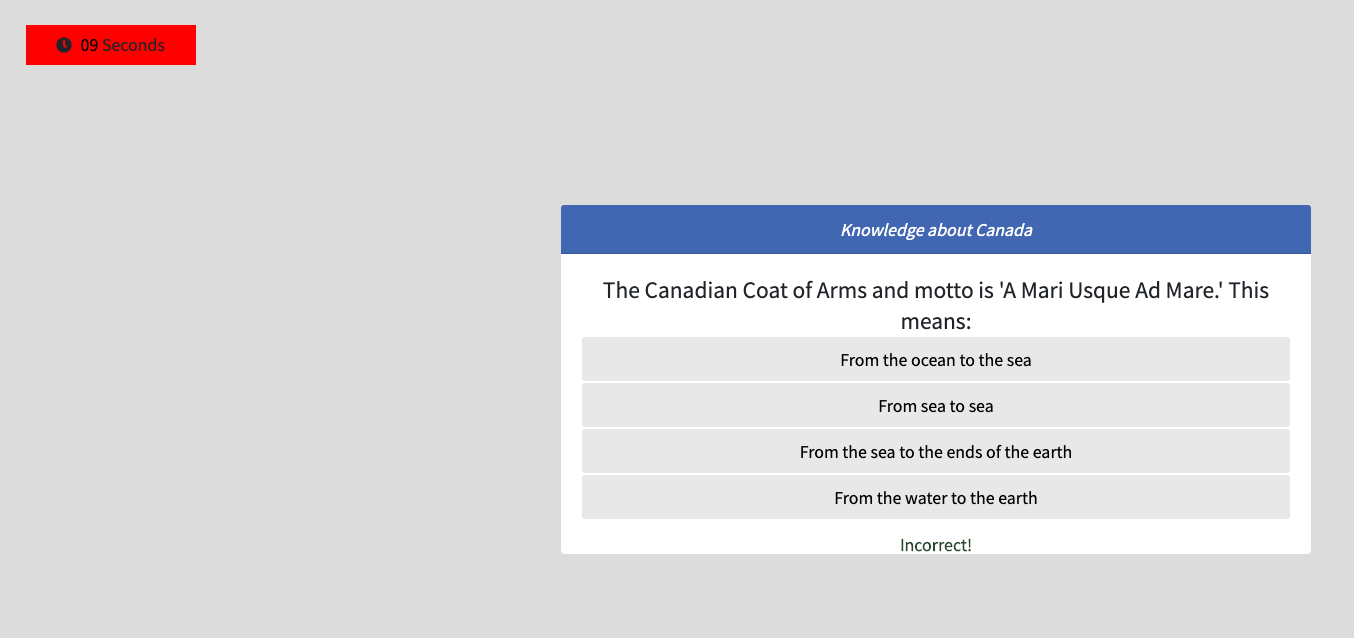 09 Seconds
Knowledge about Canada
The Canadian Coat of Arms and motto is 'A Mari Usque Ad Mare.' This
means:
From the ocean to the sea
From sea to sea
From the sea to the ends of the earth
From the water to the earth
Incorrect!